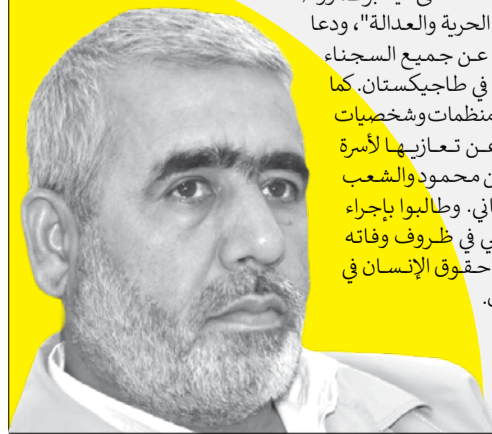 الحرية والعدالة"، ودعا
عن جميع السجناء
في طاجيكستان. كما
منظمات وشخصيات
عن تعازيها لأسرة
محمود والشعب
وطالبوا بإجراء
في ظروف وفاته
حقوق الإنسان في